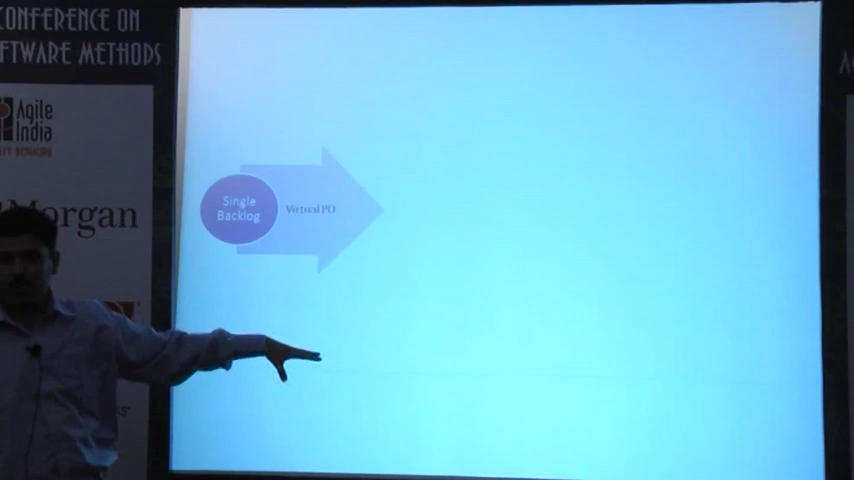 CONFERENCE ON
FTWARE METHODS
Agile
India
Morgan
Single
Backlog
Virtual PO
A